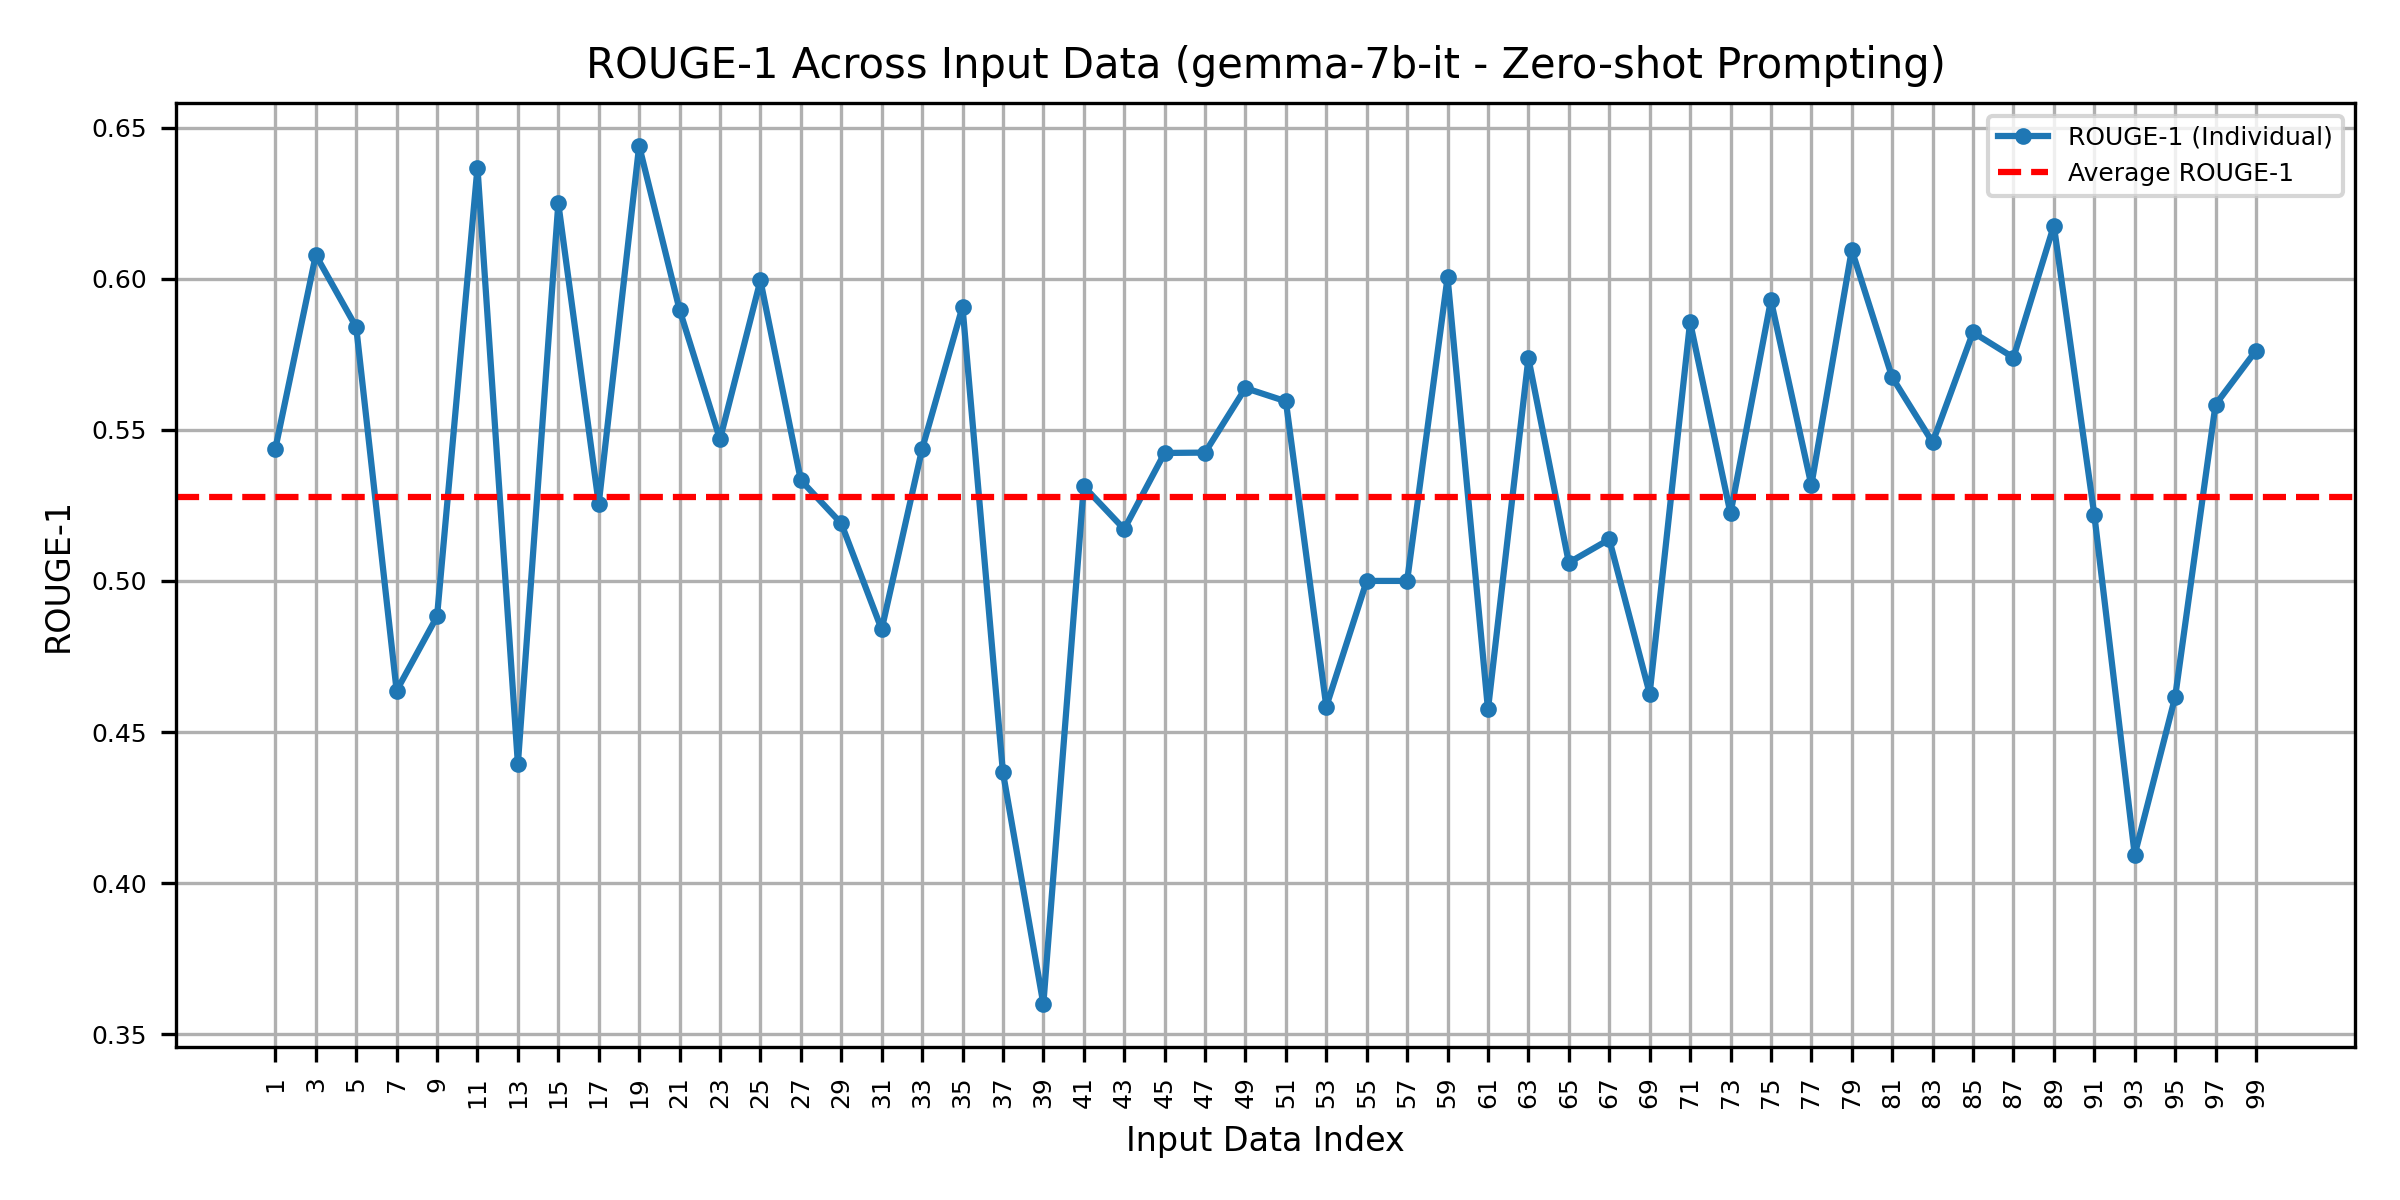 ROUGE-1 Across Input Data (gemma-7b-it - Zero-shot Prompting)
ROUGE-1 (Individual)
Average ROUGE-1
0.65
0.60
0.55
0.50
0.45
0.40
0.35
ROUGE-1
1 3 5 7 9 11 13 15 17 19 21 23 25 27 29 31 33 35 37 39 41 43 45 47 49 51 53 55 57 59 61 63 65 67 69 71 73 75 77 79 81 83 85 87 89 91 93 95 97 99
Input Data Index